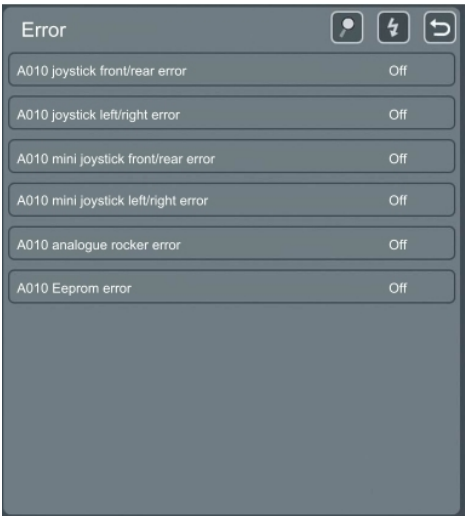 Error
A010 joystick front/rear error Off
A010 joystick left/right error Off
A010 mini joystick front/rear error Off
A010 mini joystick left/right error Off
A010 analogue rocker error Off
A010 Eeprom error Off